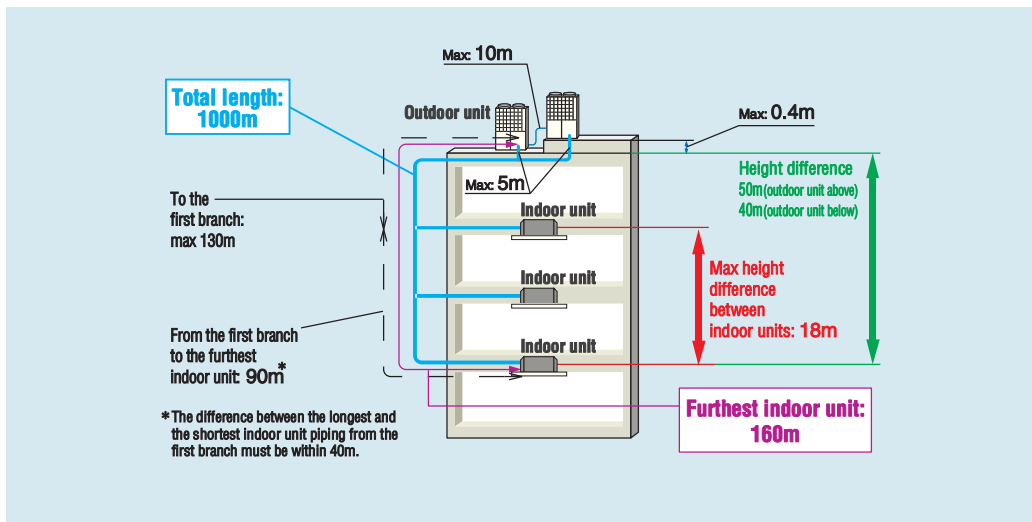 Max: 10m
Total length:
1000m
Outdoor unit
Max: 0.4m
Max: 5m
Height difference
50m(outdoor unit above)
40m(outdoor unit below)
To the
first branch:
max 130m
Indoor unit
Indoor unit
Max height
difference
between
indoor units: 18m
From the first branch
to the furthest
indoor unit: 90m*
Indoor unit
Furthest indoor unit:
160m
* The difference between the longest and
the shortest indoor unit piping from the
first branch must be within 40m.